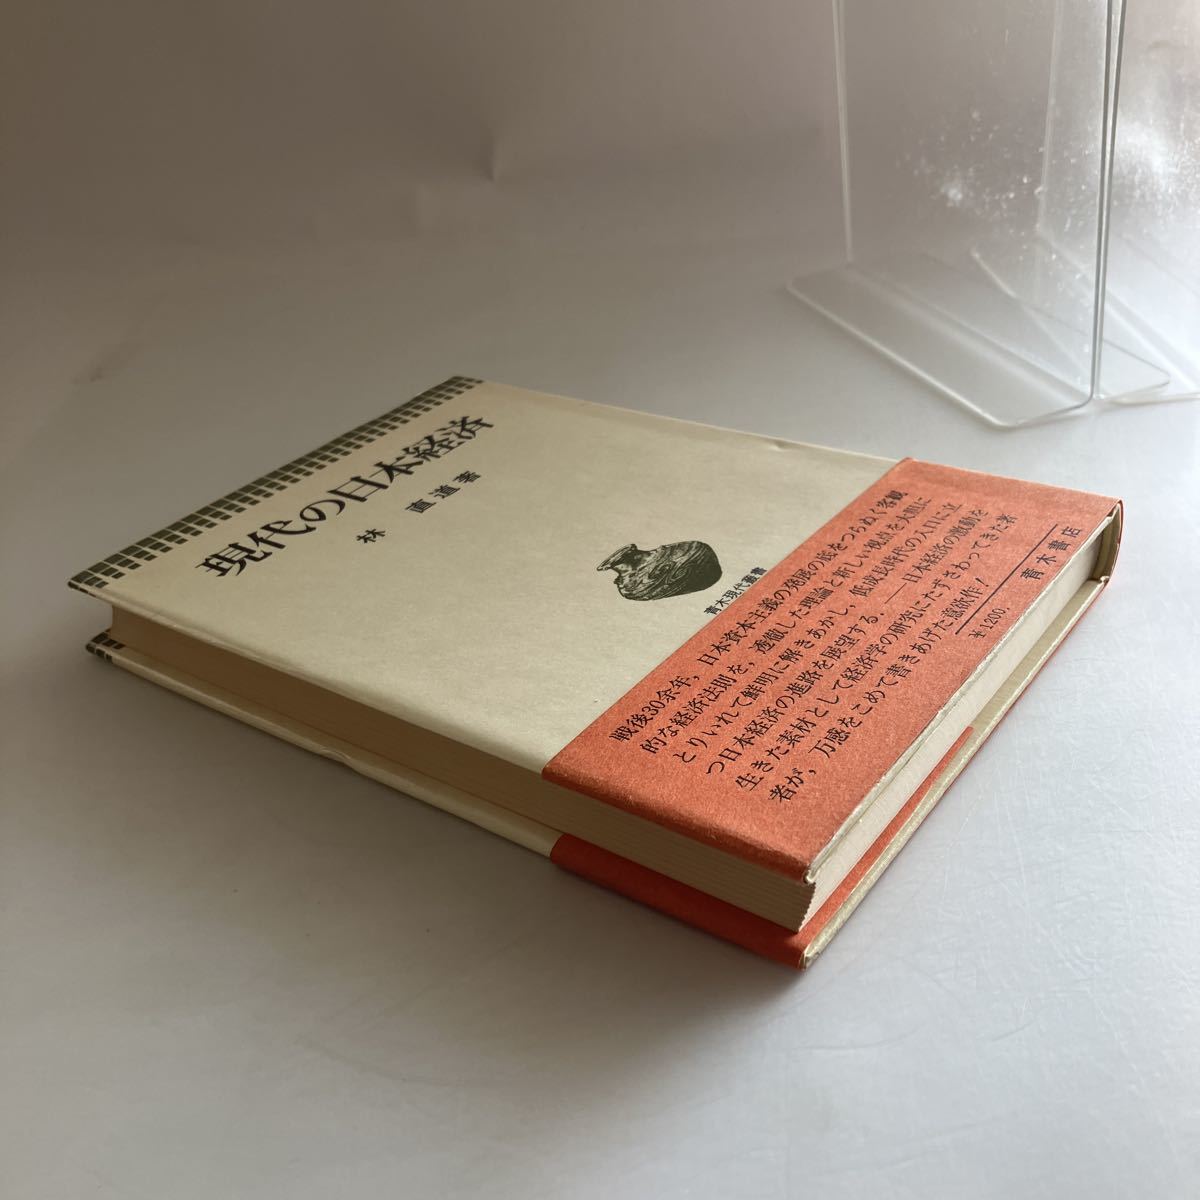 現代の日本経済
林 直道著
青木現代叢書
戦後30余年，日本資本主義の発展の底をつらぬく客観
的な経済法則を，透徹した理論と新しい視点を大胆に
とりいれて鮮明に解きあかし，低成長時代の入口に立
つ日本経済の進路を展望する──日本経済の激動を
生きた素材として経済学の研究にたずさわってきた著
者が，万感をこめて書きあげた意欲作！
青木書店
￥1200.